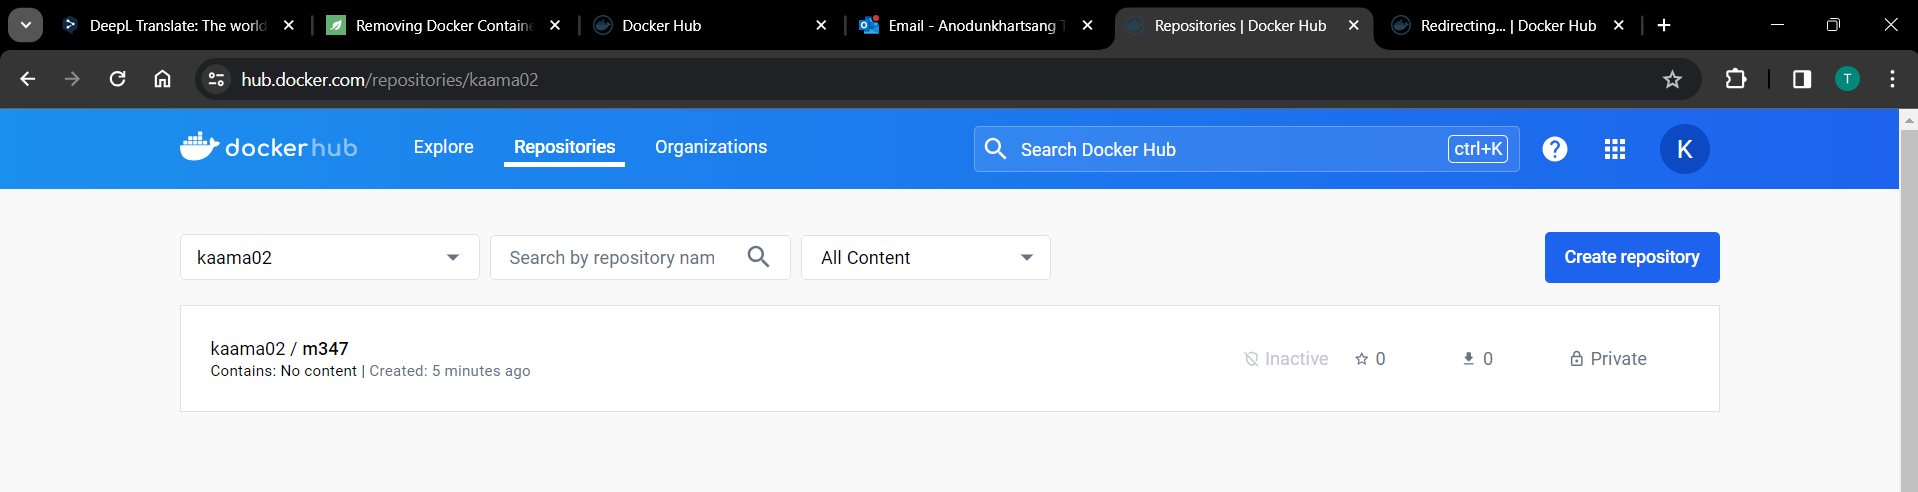 DeepL Translate: The world
Removing Docker Containe
Docker Hub
Email - Anodunkhartsang T
Repositories | Docker Hub
Redirecting... | Docker Hub
hub.docker.com/repositories/kaama02
T
dockerhub
Explore
Repositories
Organizations
Search Docker Hub
ctrl+K
?
K
kaama02
Search by repository nam
All Content
Create repository
kaama02 / m347
Inactive
0
0
Private
Contains: No content | Created: 5 minutes ago